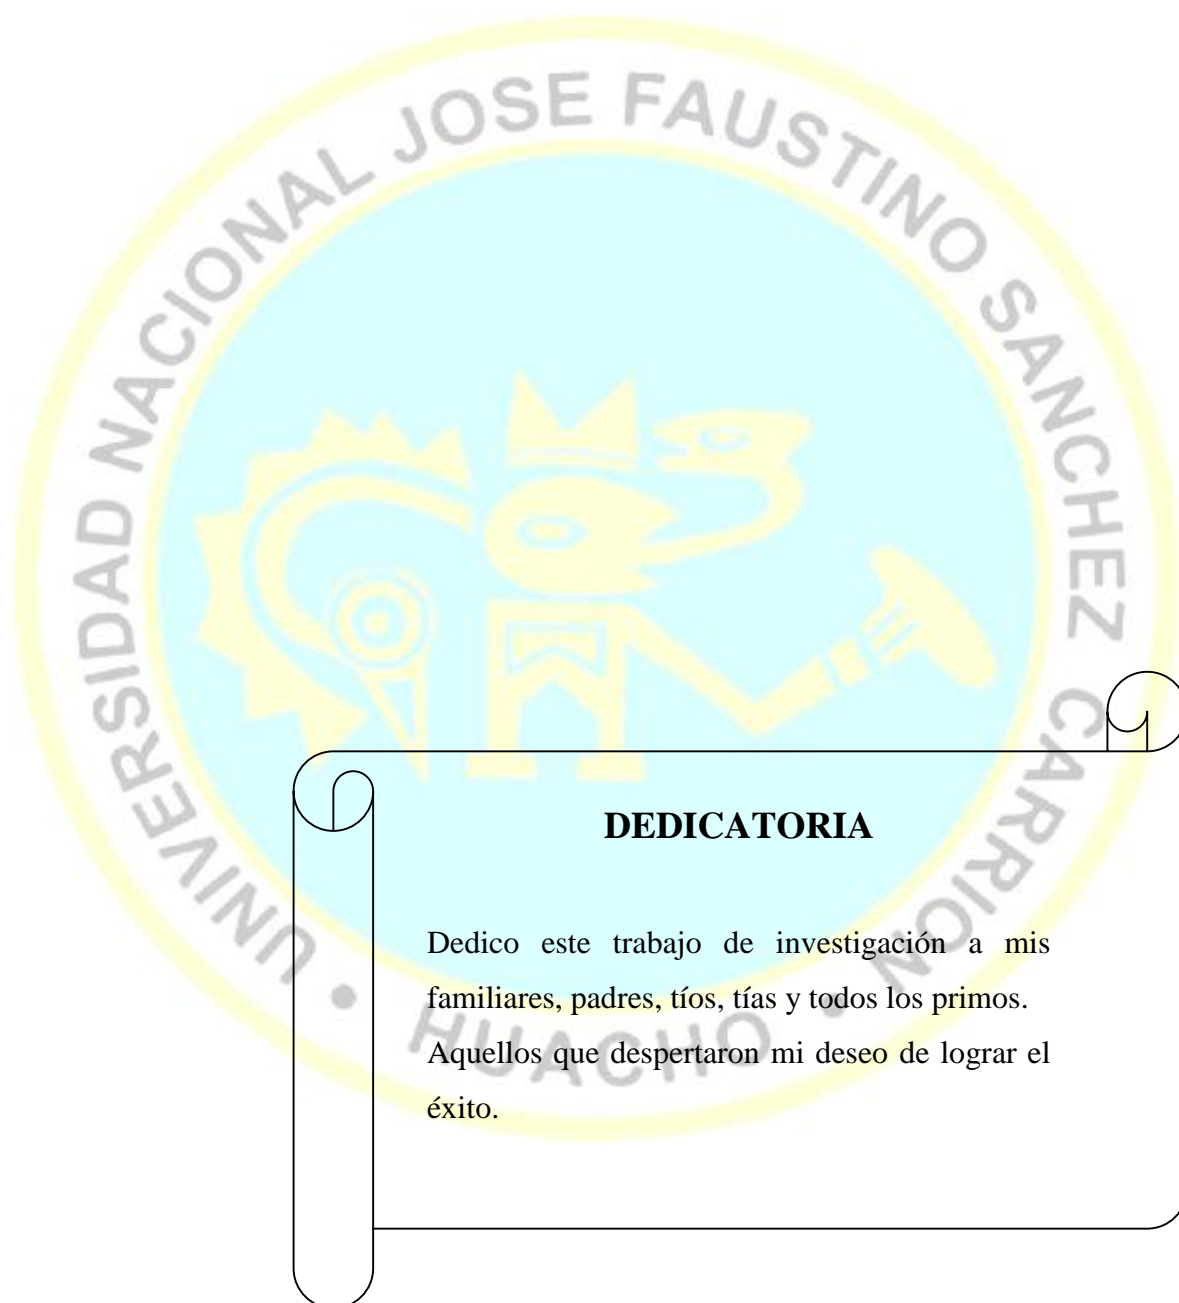 UNIVERSIDAD NACIONAL JOSE FAUSTINO SANCHEZ CARRION
• HUACHO •
DEDICATORIA
Dedico este trabajo de investigación a mis
familiares, padres, tíos, tías y todos los primos.
Aquellos que despertaron mi deseo de lograr el
éxito.